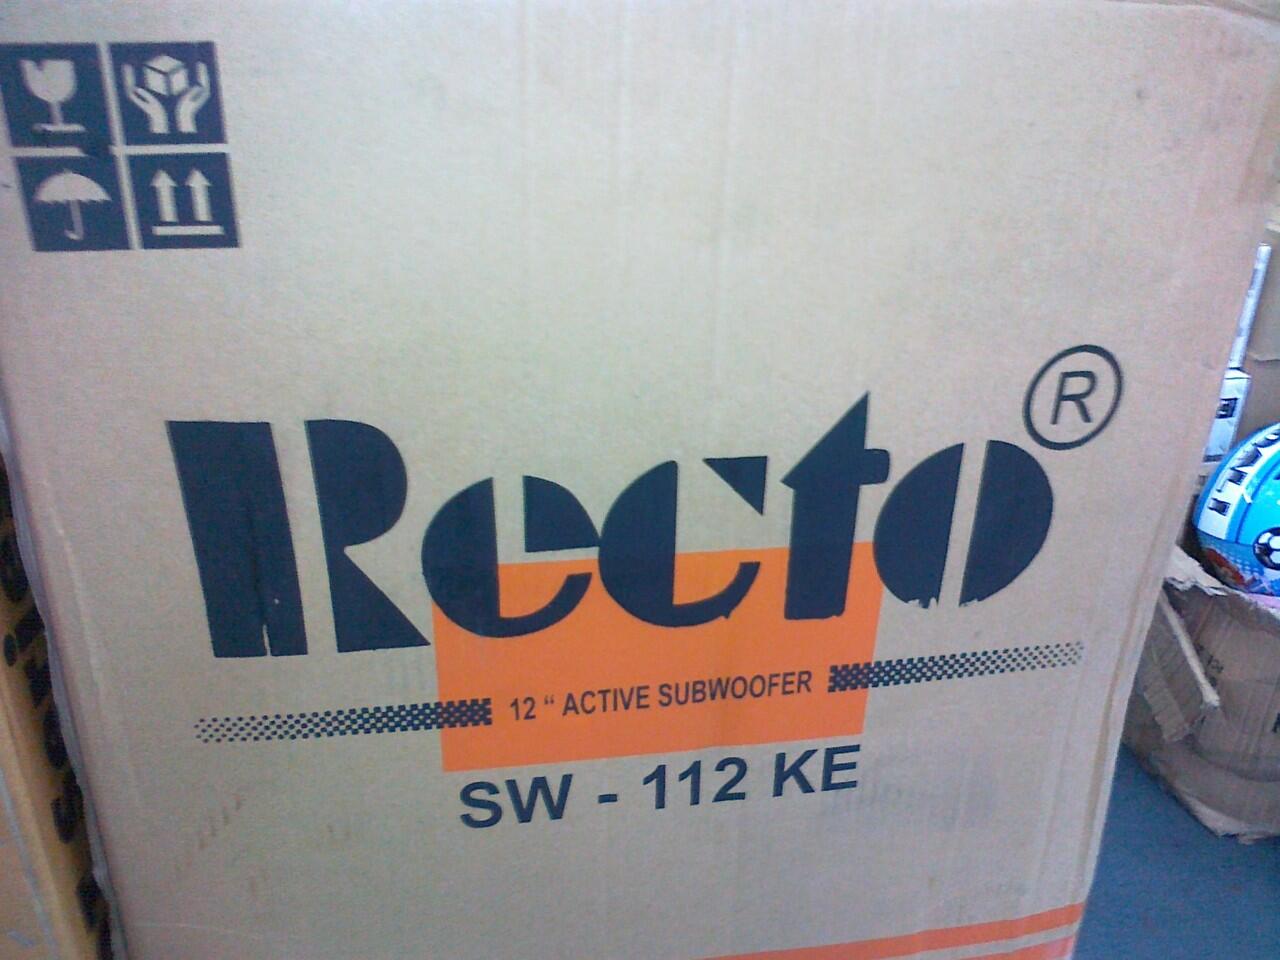 Recto ®
12 “ ACTIVE SUBWOOFER
SW - 112 KE